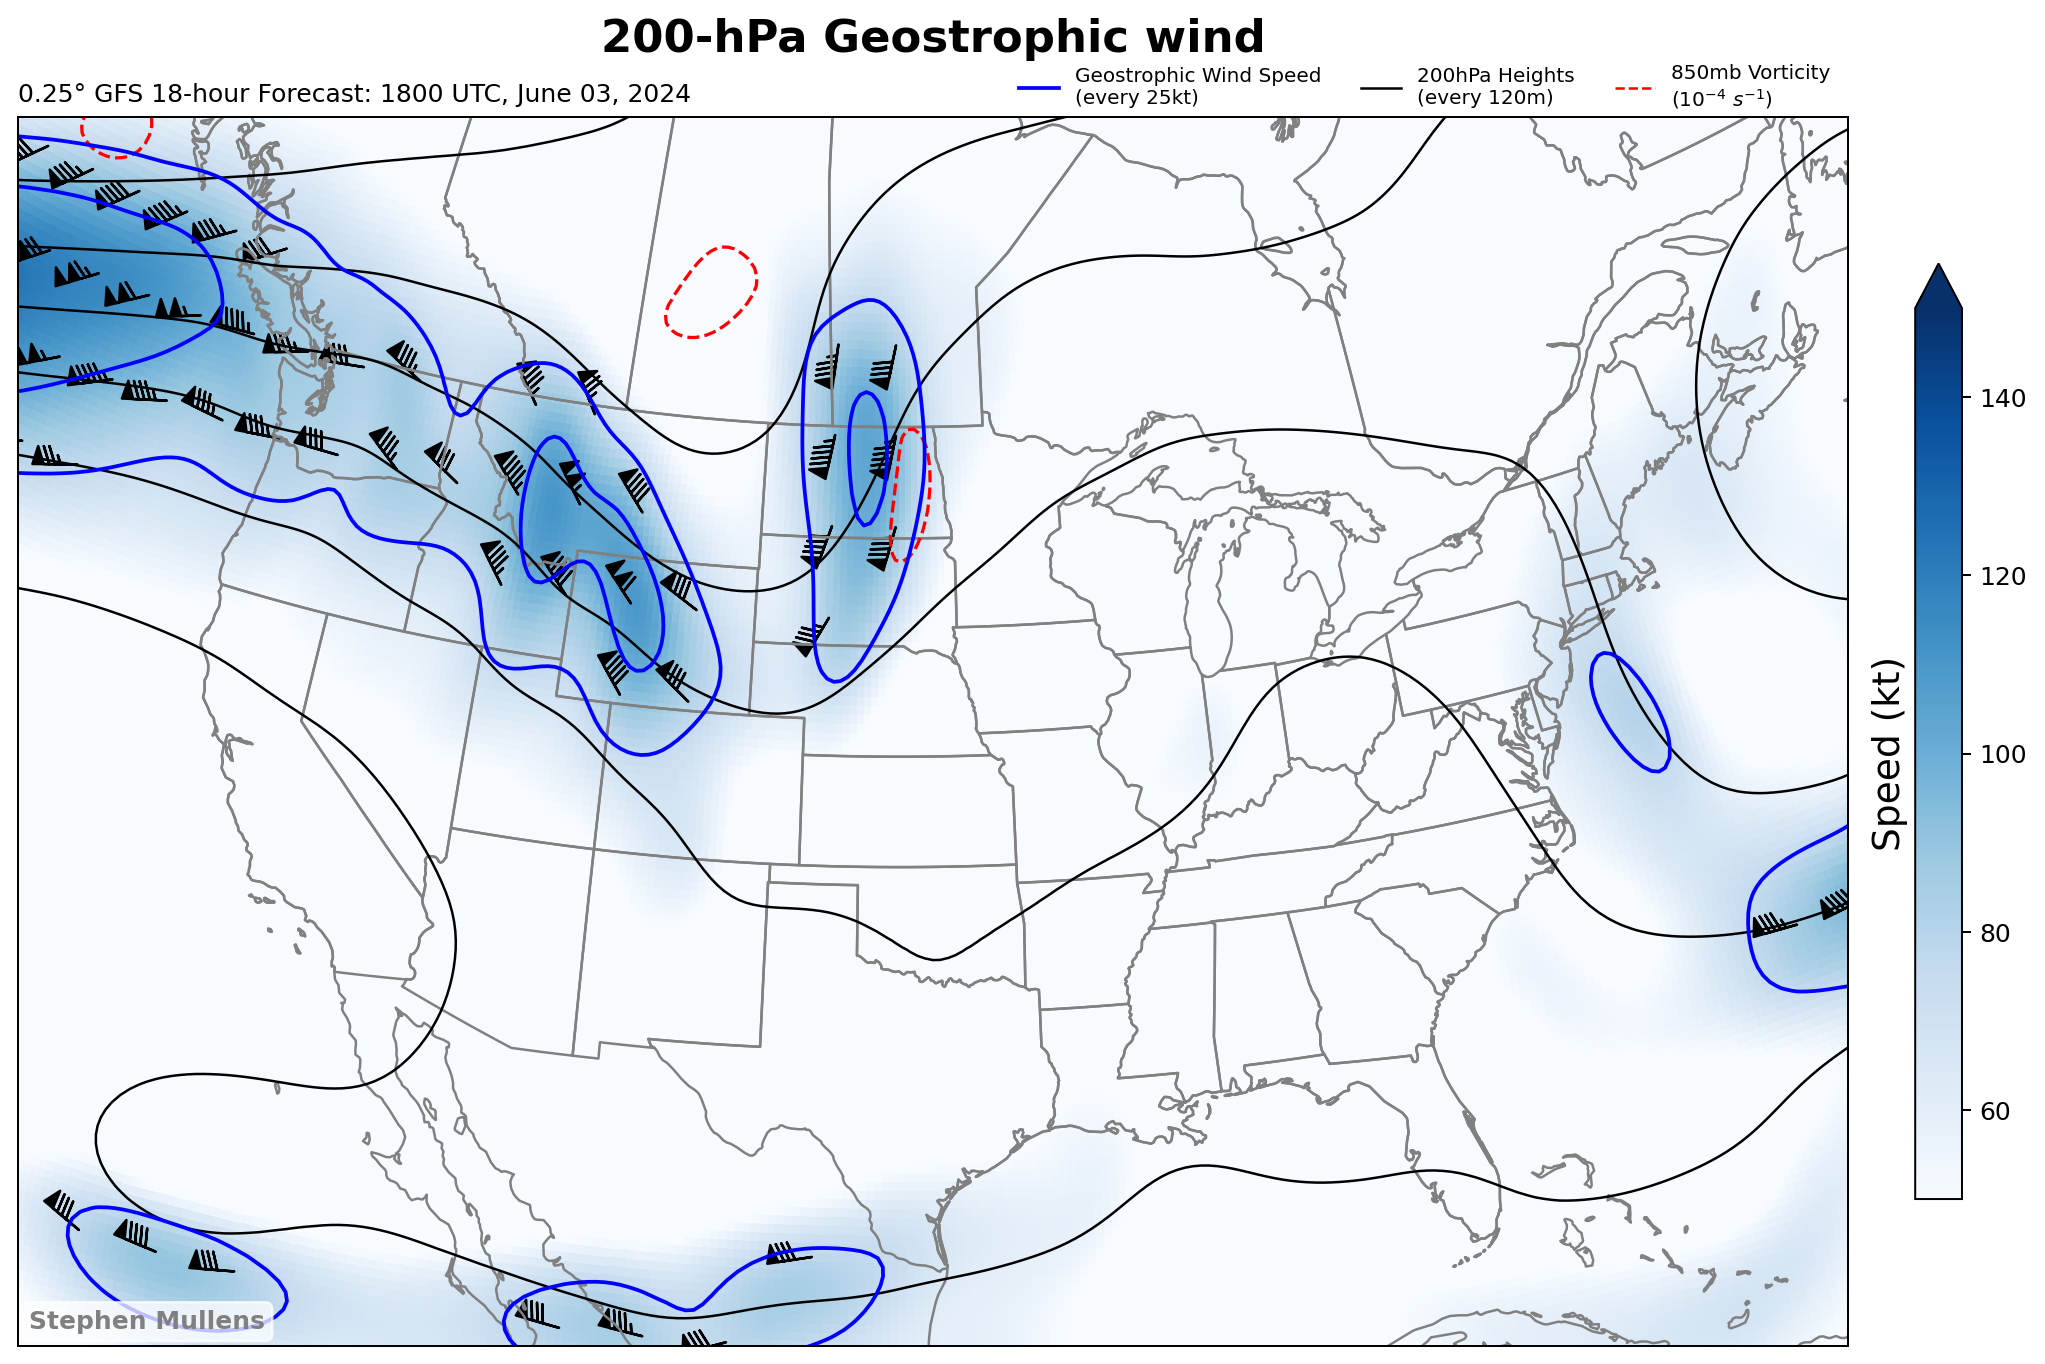 200-hPa Geostrophic wind
0.25° GFS 18-hour Forecast: 1800 UTC, June 03, 2024
Geostrophic Wind Speed
(every 25kt)
200hPa Heights
(every 120m)
850mb Vorticity
(10⁻⁴ s⁻¹)
140
120
100
80
60
Speed (kt)
Stephen Mullens